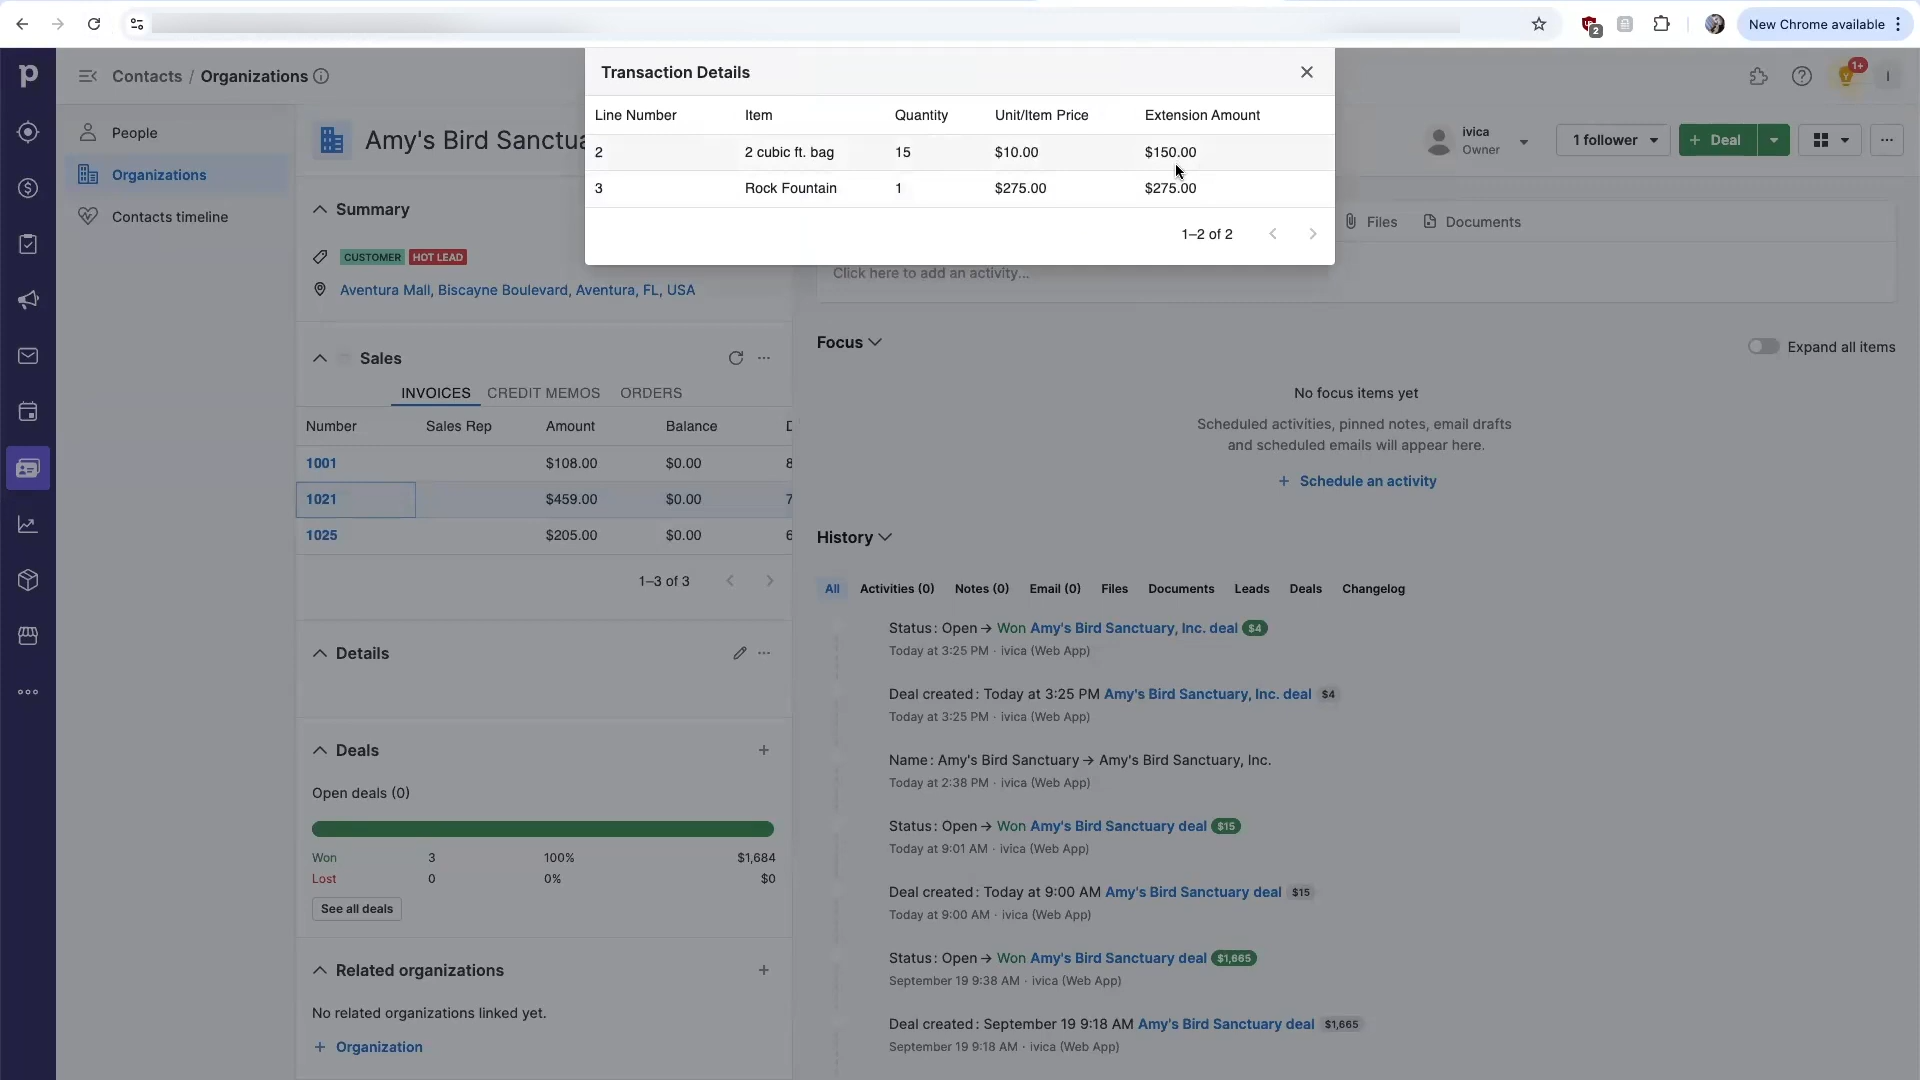 2
New Chrome available
p
Contacts / Organizations
1+
I
Transaction Details
Line Number Item Quantity Unit/Item Price Extension Amount
2 2 cubic ft. bag 15 $10.00 $150.00
3 Rock Fountain 1 $275.00 $275.00
1–2 of 2
People
Organizations
Contacts timeline
Amy's Bird Sanctua
ivica
Owner
1 follower
+ Deal
Summary
CUSTOMER HOT LEAD
Aventura Mall, Biscayne Boulevard, Aventura, FL, USA
Sales
INVOICES CREDIT MEMOS ORDERS
Number Sales Rep Amount Balance
1001 $108.00 $0.00 8
1021 $459.00 $0.00 7
1025 $205.00 $0.00 6
1–3 of 3
Details
Deals
Open deals (0)
Won 3 100% $1,684
Lost 0 0% $0
See all deals
Related organizations
No related organizations linked yet.
+ Organization
Files Documents
Click here to add an activity...
Focus
Expand all items
No focus items yet
Scheduled activities, pinned notes, email drafts
and scheduled emails will appear here.
+ Schedule an activity
History
All Activities (0) Notes (0) Email (0) Files Documents Leads Deals Changelog
Status: Open → Won Amy's Bird Sanctuary, Inc. deal $4
Today at 3:25 PM · ivica (Web App)
Deal created: Today at 3:25 PM Amy's Bird Sanctuary, Inc. deal $4
Today at 3:25 PM · ivica (Web App)
Name: Amy's Bird Sanctuary → Amy's Bird Sanctuary, Inc.
Today at 2:38 PM · ivica (Web App)
Status: Open → Won Amy's Bird Sanctuary deal $15
Today at 9:01 AM · ivica (Web App)
Deal created: Today at 9:00 AM Amy's Bird Sanctuary deal $15
Today at 9:00 AM · ivica (Web App)
Status: Open → Won Amy's Bird Sanctuary deal $1,665
September 19 9:38 AM · ivica (Web App)
Deal created: September 19 9:18 AM Amy's Bird Sanctuary deal $1,665
September 19 9:18 AM · ivica (Web App)